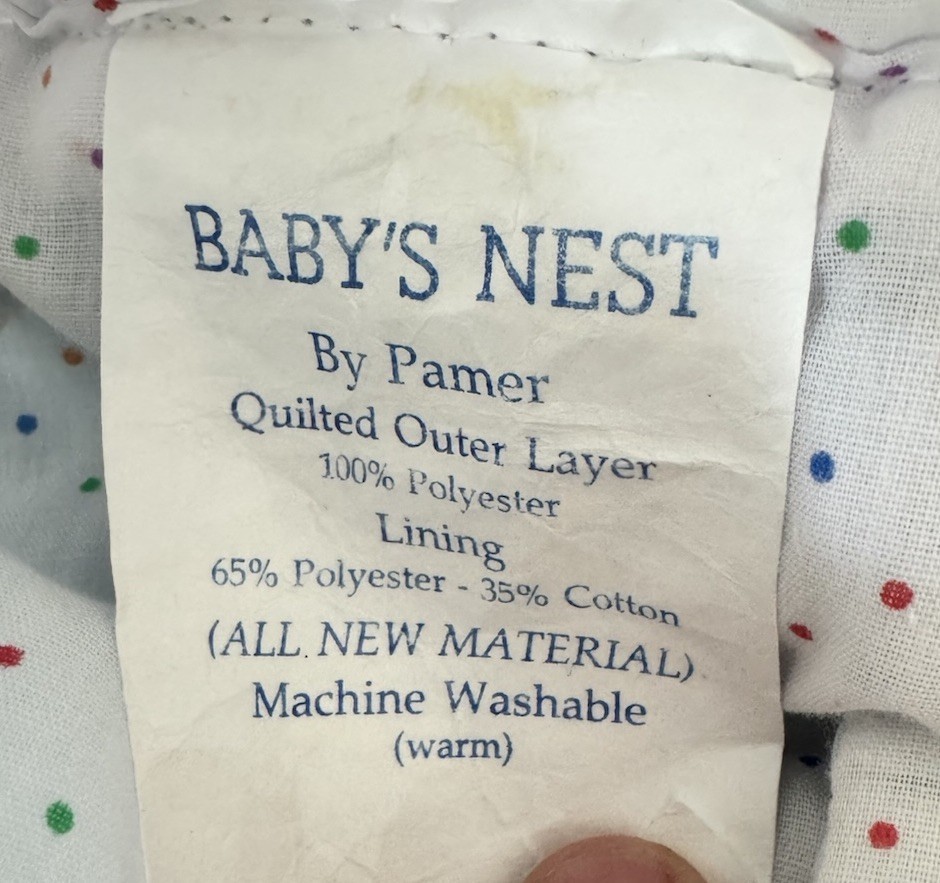 BABY'S NEST
By Pamer
Quilted Outer Layer
100% Polyester
Lining
65% Polyester - 35% Cotton
(ALL NEW MATERIAL)
Machine Washable
(warm)